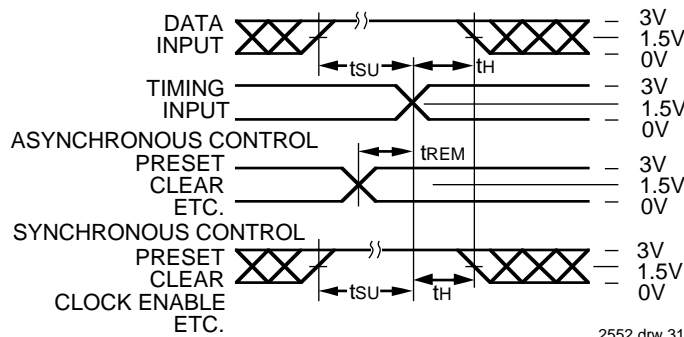 DATA
INPUT
3V
1.5V
0V
tSU
tH
TIMING
INPUT
3V
1.5V
0V
ASYNCHRONOUS CONTROL
PRESET
CLEAR
ETC.
tREM
3V
1.5V
0V
SYNCHRONOUS CONTROL
PRESET
CLEAR
CLOCK ENABLE
ETC.
3V
1.5V
0V
tSU
tH
2552 drw 31